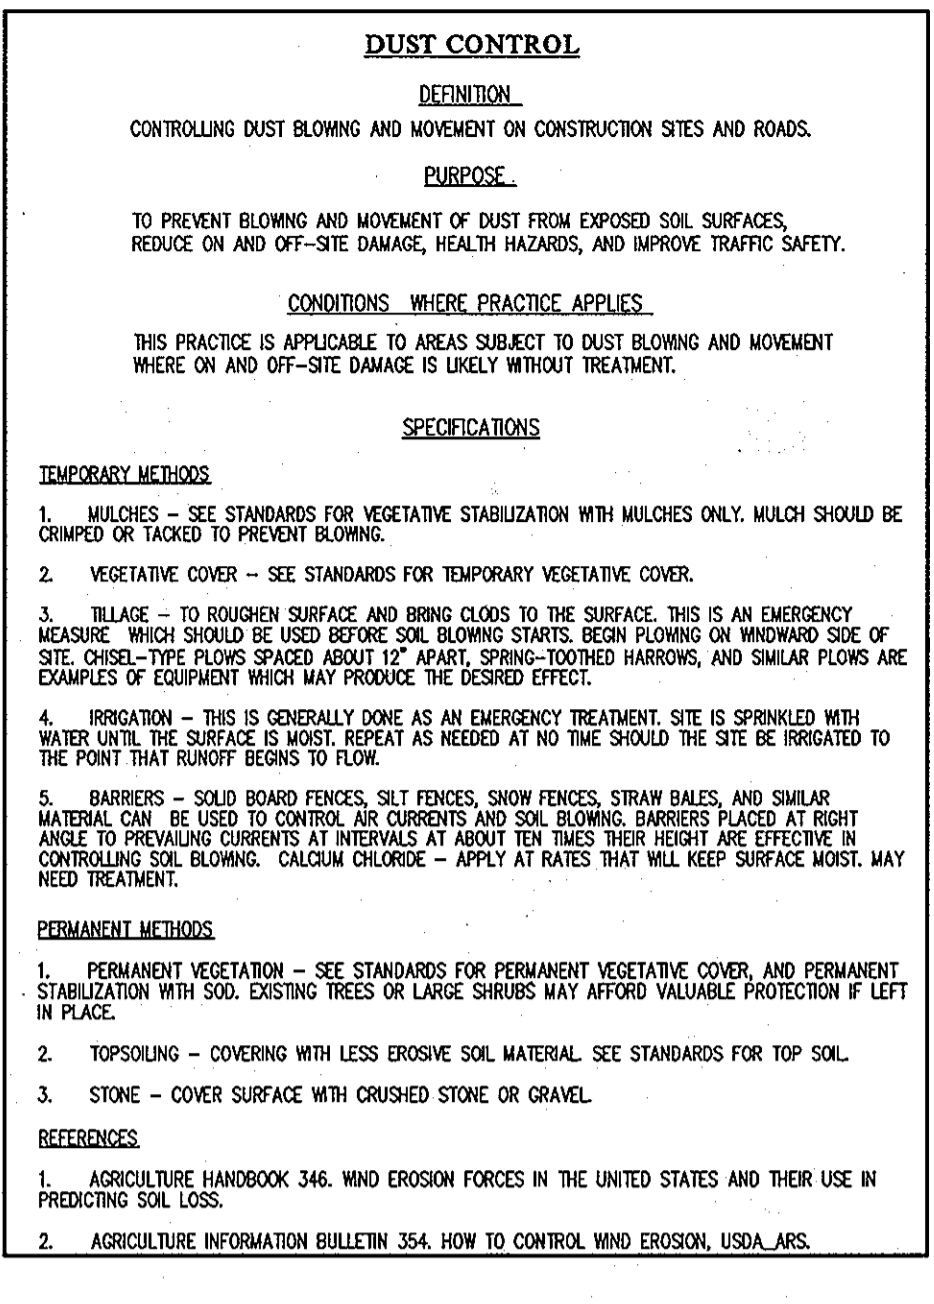 DUST CONTROL
DEFINITION
CONTROLLING DUST BLOWING AND MOVEMENT ON CONSTRUCTION SITES AND ROADS.
PURPOSE
TO PREVENT BLOWING AND MOVEMENT OF DUST FROM EXPOSED SOIL SURFACES,
REDUCE ON AND OFF-SITE DAMAGE, HEALTH HAZARDS, AND IMPROVE TRAFFIC SAFETY.
CONDITIONS WHERE PRACTICE APPLIES
THIS PRACTICE IS APPLICABLE TO AREAS SUBJECT TO DUST BLOWING AND MOVEMENT
WHERE ON AND OFF-SITE DAMAGE IS LIKELY WITHOUT TREATMENT.
SPECIFICATIONS
TEMPORARY METHODS
1. MULCHES - SEE STANDARDS FOR VEGETATIVE STABILIZATION WITH MULCHES ONLY. MULCH SHOULD BE
CRIMPED OR TACKED TO PREVENT BLOWING.
2. VEGETATIVE COVER - SEE STANDARDS FOR TEMPORARY VEGETATIVE COVER.
3. TILLAGE - TO ROUGHEN SURFACE AND BRING CLODS TO THE SURFACE. THIS IS AN EMERGENCY
MEASURE WHICH SHOULD BE USED BEFORE SOIL BLOWING STARTS. BEGIN PLOWING ON WINDWARD SIDE OF
SITE. CHISEL-TYPE PLOWS SPACED ABOUT 12" APART, SPRING-TOOTHED HARROWS, AND SIMILAR PLOWS ARE
EXAMPLES OF EQUIPMENT WHICH MAY PRODUCE THE DESIRED EFFECT.
4. IRRIGATION - THIS IS GENERALLY DONE AS AN EMERGENCY TREATMENT. SITE IS SPRINKLED WITH
WATER UNTIL THE SURFACE IS MOIST. REPEAT AS NEEDED AT NO TIME SHOULD THE SITE BE IRRIGATED TO
THE POINT THAT RUNOFF BEGINS TO FLOW.
5. BARRIERS - SOLID BOARD FENCES, SILT FENCES, SNOW FENCES, STRAW BALES, AND SIMILAR
MATERIAL CAN BE USED TO CONTROL AIR CURRENTS AND SOIL BLOWING. BARRIERS PLACED AT RIGHT
ANGLE TO PREVAILING CURRENTS AT INTERVALS AT ABOUT TEN TIMES THEIR HEIGHT ARE EFFECTIVE IN
CONTROLLING SOIL BLOWING. CALCIUM CHLORIDE - APPLY AT RATES THAT WILL KEEP SURFACE MOIST. MAY
NEED TREATMENT.
PERMANENT METHODS
1. PERMANENT VEGETATION - SEE STANDARDS FOR PERMANENT VEGETATIVE COVER, AND PERMANENT
STABILIZATION WITH SOD. EXISTING TREES OR LARGE SHRUBS MAY AFFORD VALUABLE PROTECTION IF LEFT
IN PLACE.
2. TOPSOILING - COVERING WITH LESS EROSIVE SOIL MATERIAL. SEE STANDARDS FOR TOP SOIL.
3. STONE - COVER SURFACE WITH CRUSHED STONE OR GRAVEL.
REFERENCES
1. AGRICULTURE HANDBOOK 346. WIND EROSION FORCES IN THE UNITED STATES AND THEIR USE IN
PREDICTING SOIL LOSS.
2. AGRICULTURE INFORMATION BULLETIN 354. HOW TO CONTROL WIND EROSION, USDA_ARS.